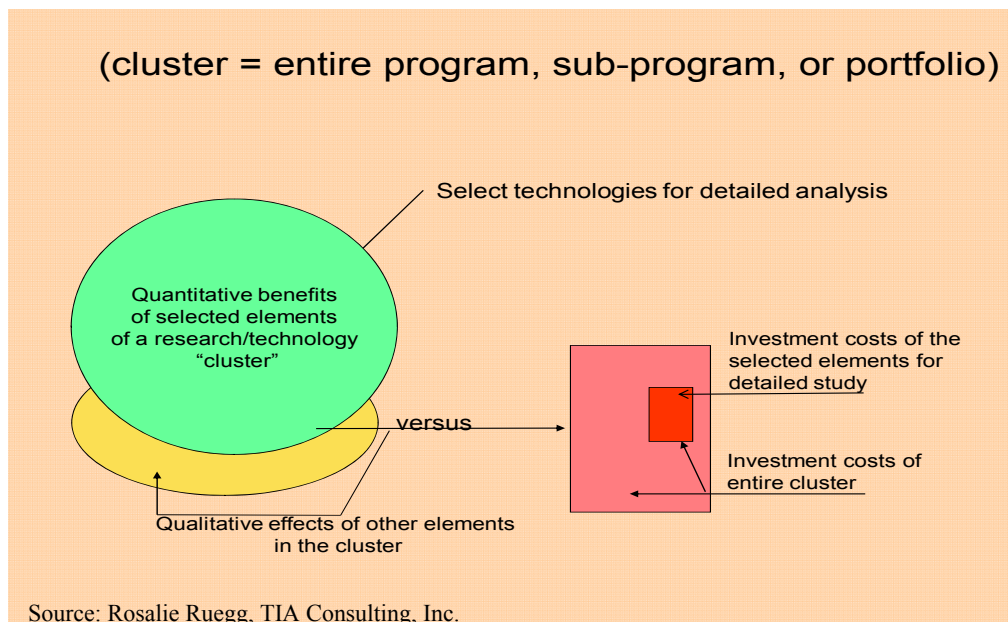 (cluster = entire program, sub-program, or portfolio)
Select technologies for detailed analysis
Quantitative benefits
of selected elements
of a research/technology
“cluster”
versus
Investment costs of the
selected elements for
detailed study
Investment costs of
entire cluster
Qualitative effects of other elements
in the cluster
Source: Rosalie Ruegg, TIA Consulting, Inc.